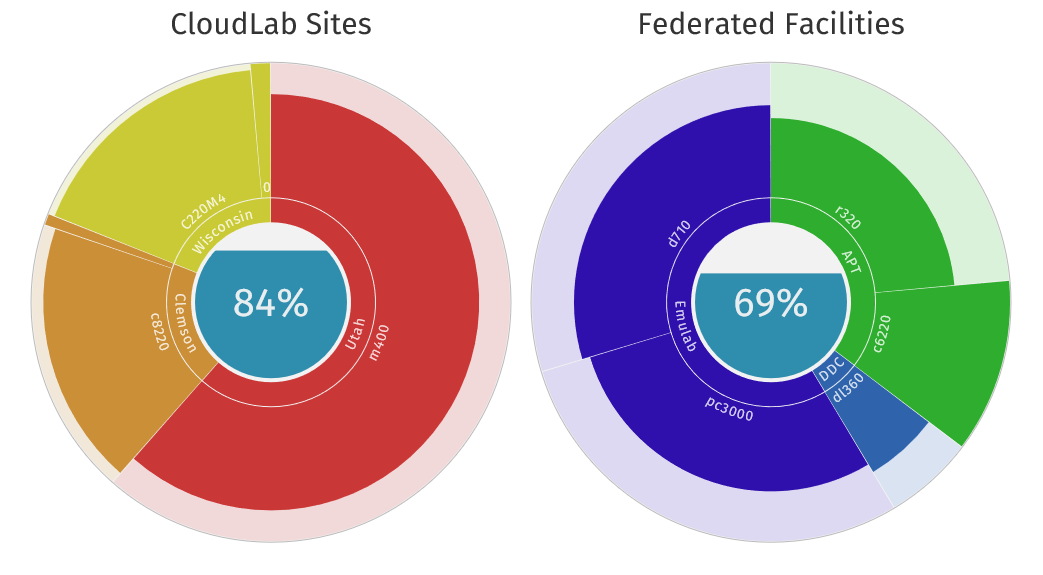 CloudLab Sites
Federated Facilities
C220M4
Wisconsin
0
84%
Clemson
c8220
Utah
m400
d710
r320
APT
69%
Emulab
c6220
DDC
dl360
pc3000